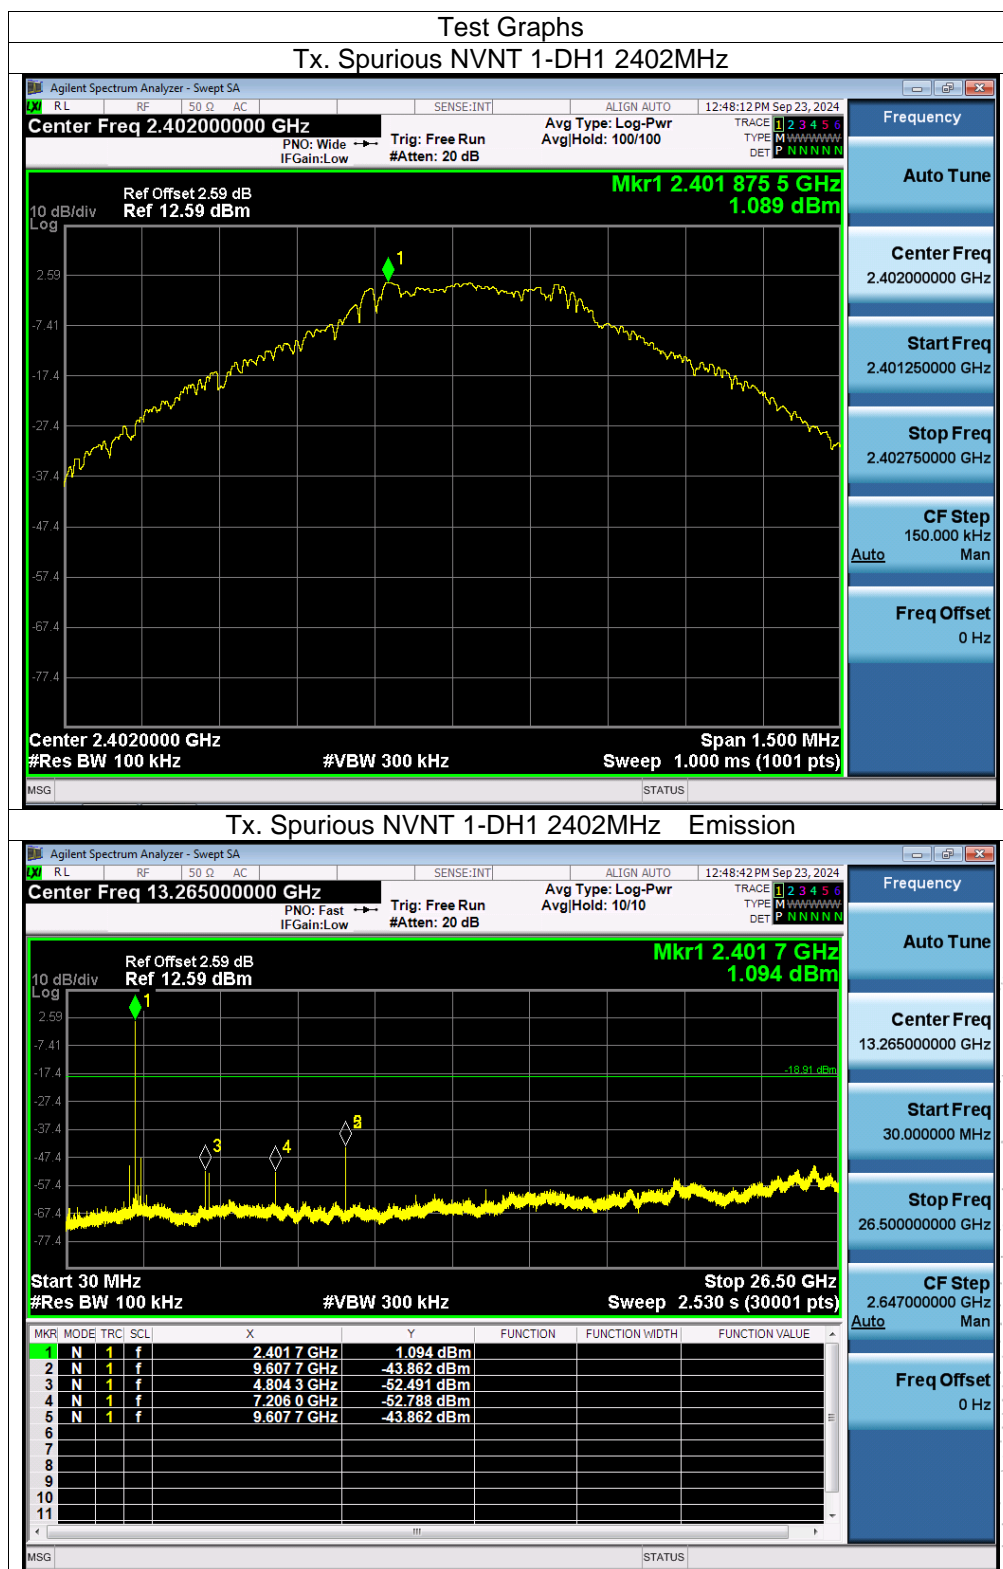 Test Graphs
Tx. Spurious NVNT 1-DH1 2402MHz
Agilent Spectrum Analyzer - Swept SA
LXI RL RF 50 Ω AC SENSE:INT ALIGN AUTO 12:48:12 PM Sep 23, 2024
Center Freq 2.402000000 GHz
PNO: Wide
IFGain:Low
Trig: Free Run
#Atten: 20 dB
Avg Type: Log-Pwr
Avg|Hold: 100/100
TRACE 1 2 3 4 5 6
TYPE M W W W W W
DET P N N N N N
Frequency
Mkr1 2.401 875 5 GHz
1.089 dBm
Ref Offset 2.59 dB
10 dB/div Ref 12.59 dBm
Log
1
2.59
-7.41
-17.4
-27.4
-37.4
-47.4
-57.4
-67.4
-77.4
Center 2.4020000 GHz Span 1.500 MHz
#Res BW 100 kHz #VBW 300 kHz Sweep 1.000 ms (1001 pts)
Auto Tune
Center Freq
2.402000000 GHz
Start Freq
2.401250000 GHz
Stop Freq
2.402750000 GHz
CF Step
150.000 kHz
Auto Man
Freq Offset
0 Hz
MSG STATUS
Tx. Spurious NVNT 1-DH1 2402MHz Emission
Agilent Spectrum Analyzer - Swept SA
LXI RL RF 50 Ω AC SENSE:INT ALIGN AUTO 12:48:42 PM Sep 23, 2024
Center Freq 13.265000000 GHz
PNO: Fast
IFGain:Low
Trig: Free Run
#Atten: 20 dB
Avg Type: Log-Pwr
Avg|Hold: 10/10
TRACE 1 2 3 4 5 6
TYPE M W W W W W
DET P N N N N N
Frequency
Mkr1 2.401 7 GHz
1.094 dBm
Ref Offset 2.59 dB
10 dB/div Ref 12.59 dBm
Log
1
2.59
-7.41
-17.4
-18.91 dBm
-27.4
-37.4
-47.4
-57.4
-67.4
-77.4
3
4
Start 30 MHz Stop 26.50 GHz
#Res BW 100 kHz #VBW 300 kHz Sweep 2.530 s (30001 pts)
MKR MODE TRC SCL X Y FUNCTION FUNCTION WIDTH FUNCTION VALUE
1 N 1 f 2.401 7 GHz 1.094 dBm
2 N 1 f 9.607 7 GHz -43.862 dBm
3 N 1 f 4.804 3 GHz -52.491 dBm
4 N 1 f 7.206 0 GHz -52.788 dBm
5 N 1 f 9.607 7 GHz -43.862 dBm
6
7
8
9
10
11
Auto Tune
Center Freq
13.265000000 GHz
Start Freq
30.000000 MHz
Stop Freq
26.500000000 GHz
CF Step
2.647000000 GHz
Auto Man
Freq Offset
0 Hz
MSG STATUS